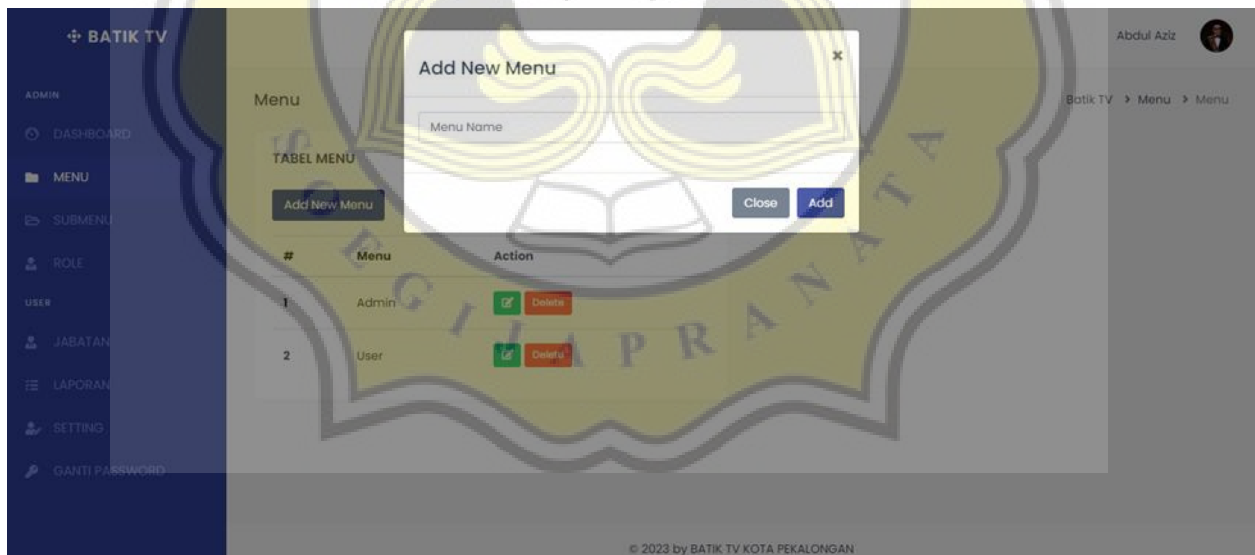 BATIK TV
Abdul Aziz
ADMIN
DASHBOARD
MENU
SUBMENU
ROLE
USER
JABATAN
LAPORAN
SETTING
GANTI PASSWORD
Menu
Batik TV > Menu > Menu
TABEL MENU
Add New Menu
# Menu Action
1 Admin Delete
2 User Delete
Add New Menu
×
Menu Name
Close Add
SOEGIJAPRANATA
© 2023 by BATIK TV KOTA PEKALONGAN